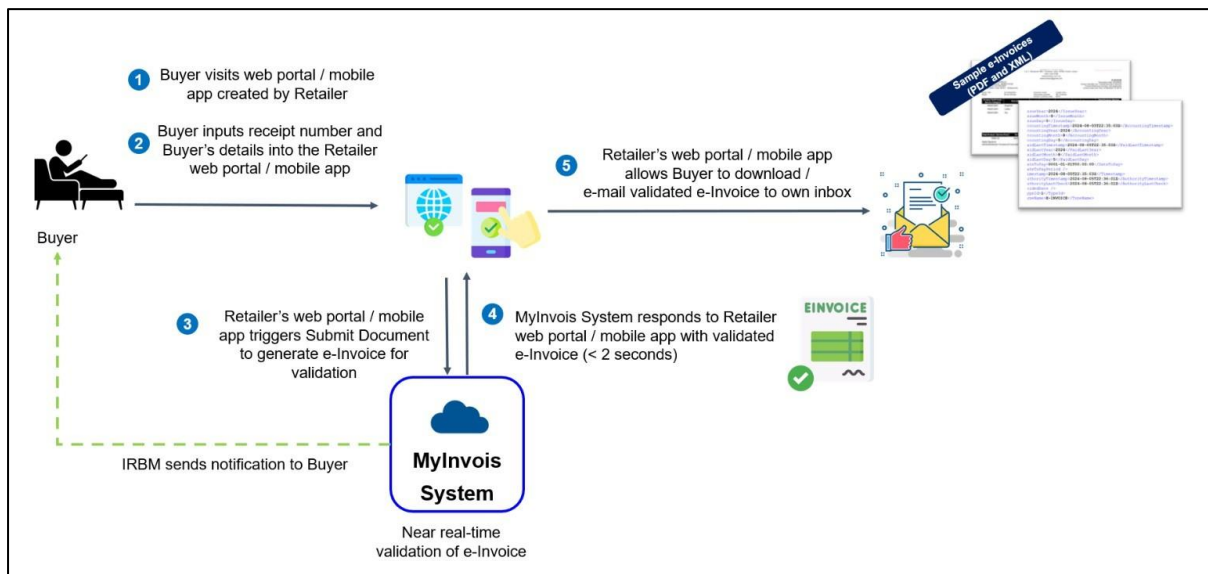 1
Buyer visits web portal / mobile
app created by Retailer
2
Buyer inputs receipt number and
Buyer's details into the Retailer
web portal / mobile app
Buyer
5
Retailer's web portal / mobile app
allows Buyer to download /
e-mail validated e-Invoice to own inbox
Sample e-Invoices
(PDF and XML)
3
Retailer's web portal / mobile
app triggers Submit Document
to generate e-Invoice for
validation
4
MyInvois System responds to Retailer
web portal / mobile app with validated
e-Invoice (< 2 seconds)
EINVOICE
IRBM sends notification to Buyer
MyInvois
System
Near real-time
validation of e-Invoice